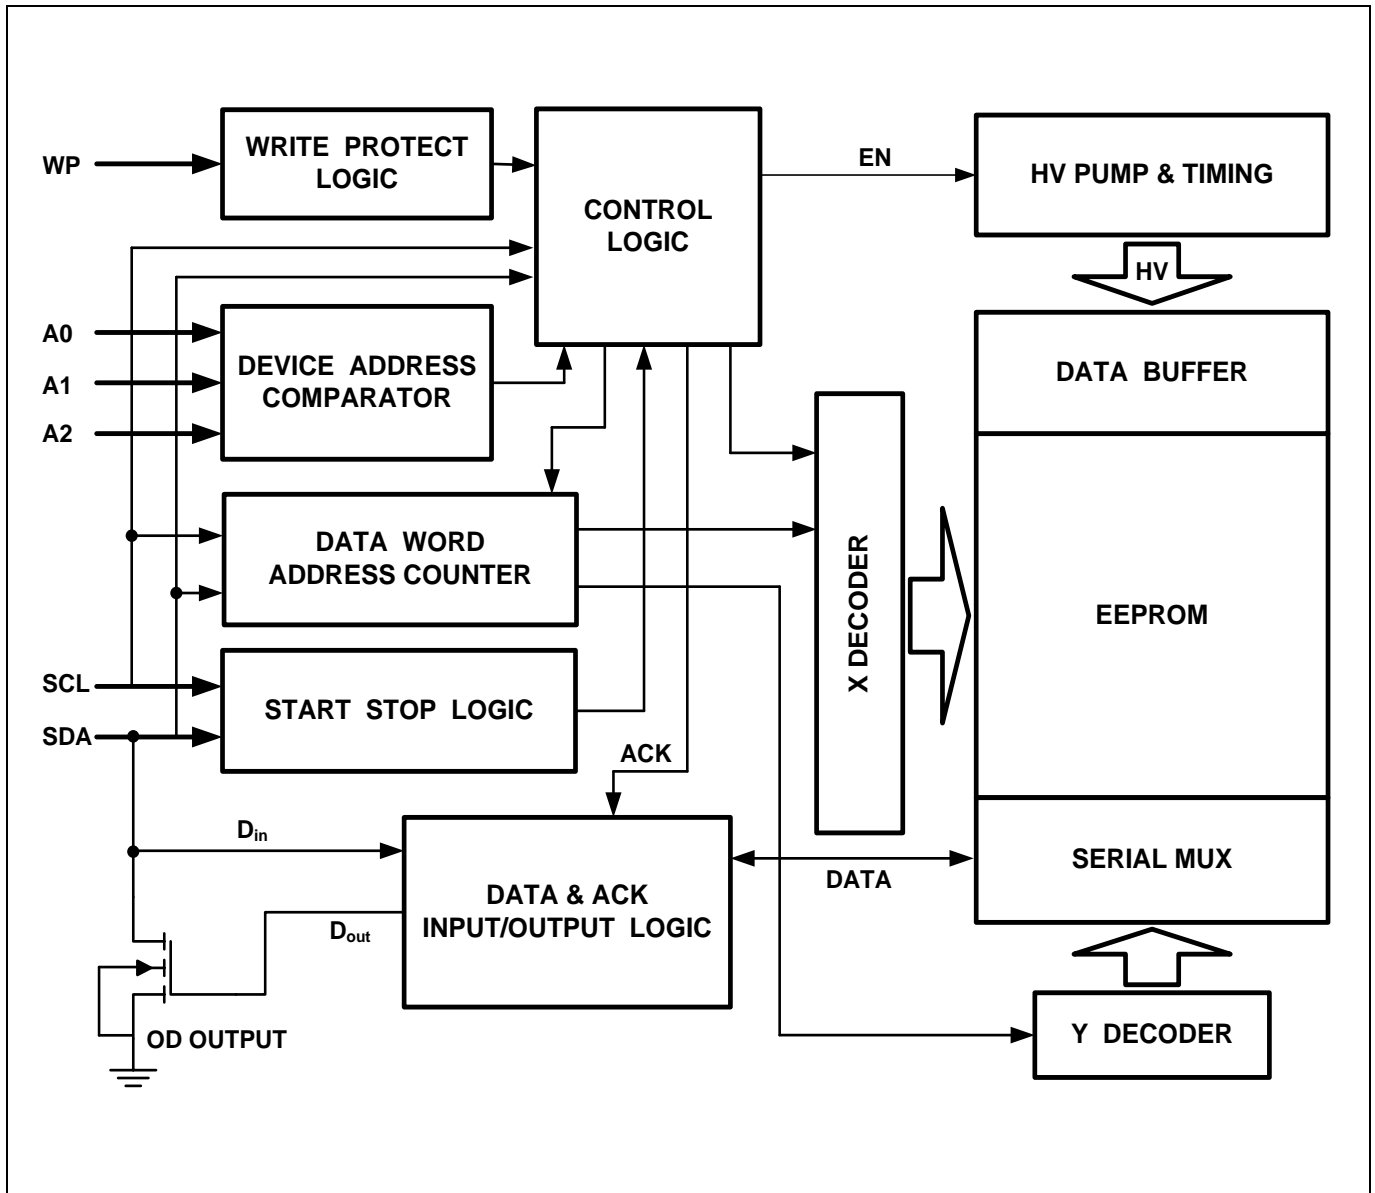 WP
WRITE PROTECT
LOGIC
CONTROL
LOGIC
EN
HV PUMP & TIMING
HV
A0
A1
A2
DEVICE ADDRESS
COMPARATOR
DATA BUFFER
DATA WORD
ADDRESS COUNTER
X DECODER
EEPROM
SCL
SDA
START STOP LOGIC
ACK
Din
DATA & ACK
INPUT/OUTPUT LOGIC
Dout
DATA
SERIAL MUX
OD OUTPUT
Y DECODER